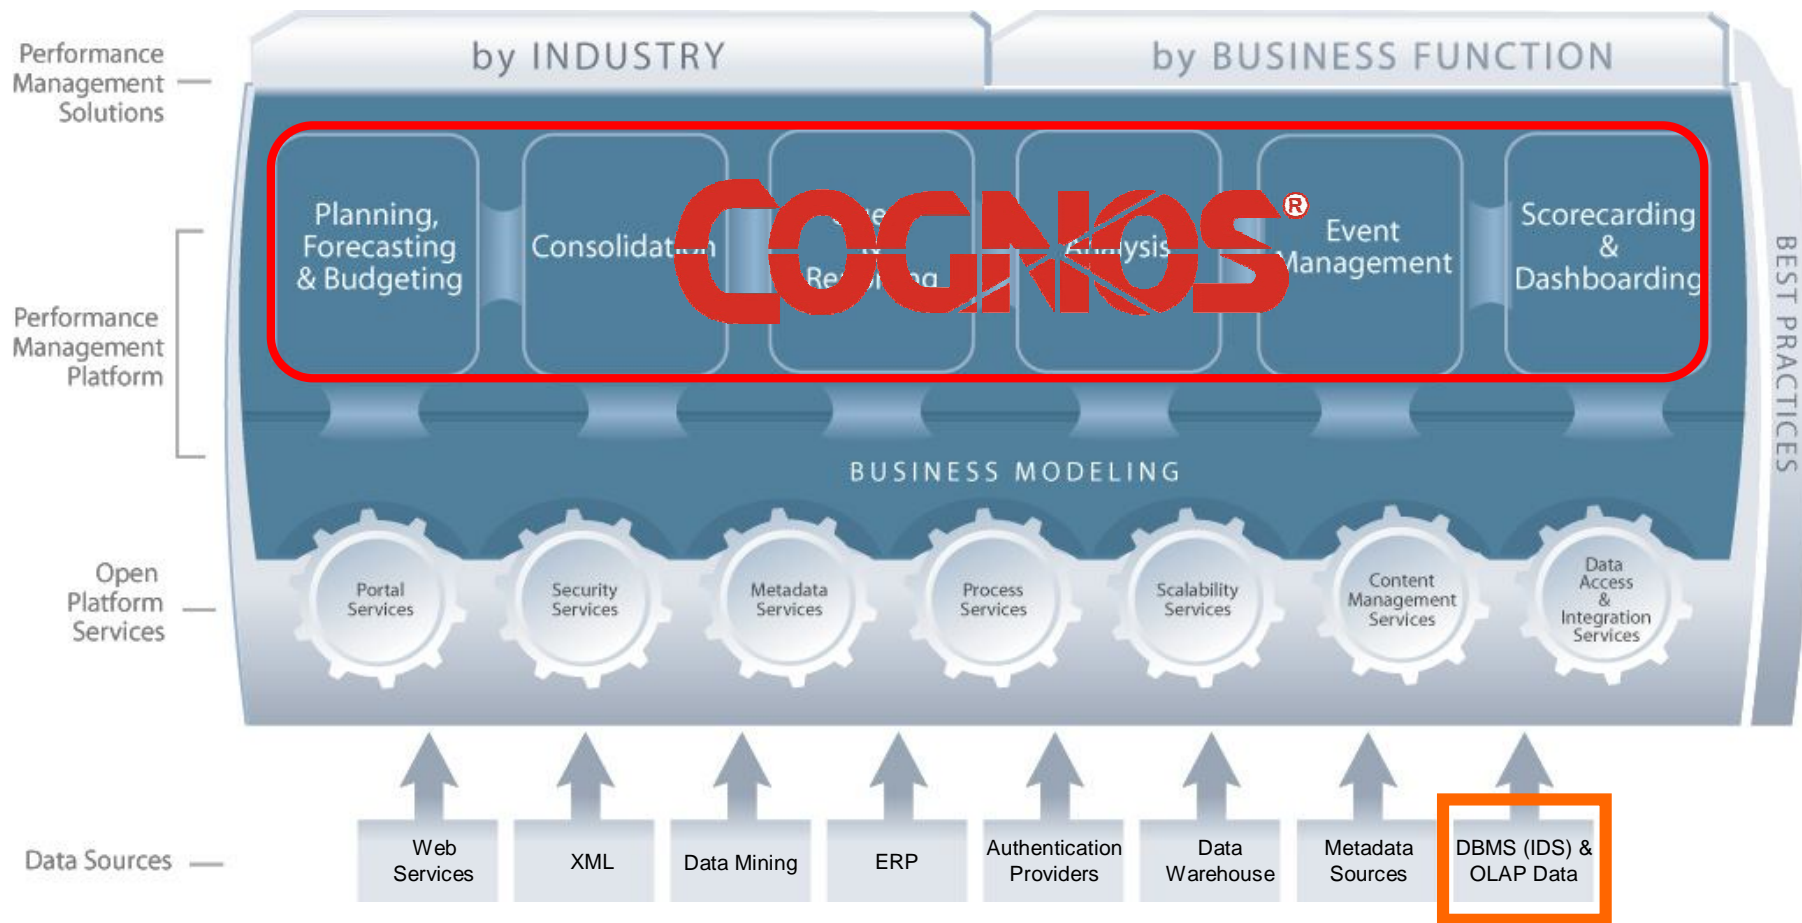 by INDUSTRY
by BUSINESS FUNCTION
Performance
Management
Solutions
Planning,
Forecasting
& Budgeting
Consolidation
COGNOS®
Analysis
Event
Management
Scorecarding
&
Dashboarding
BEST PRACTICES
Performance
Management
Platform
BUSINESS MODELING
Open
Platform
Services
Portal
Services
Security
Services
Metadata
Services
Process
Services
Scalability
Services
Content
Management
Services
Data
Access
&
Integration
Services
Data Sources
Web
Services
XML
Data Mining
ERP
Authentication
Providers
Data
Warehouse
Metadata
Sources
DBMS (IDS) &
OLAP Data